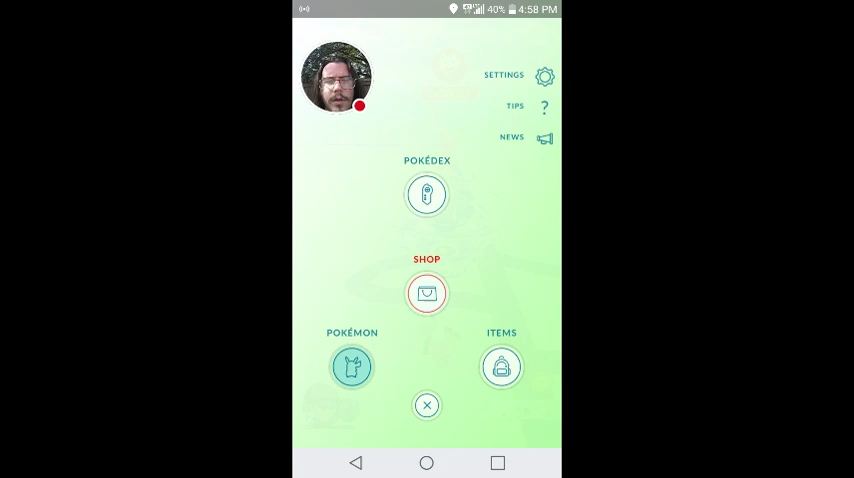 40% 4:58 PM
SETTINGS
TIPS ?
NEWS
POKÉDEX
SHOP
POKÉMON
ITEMS